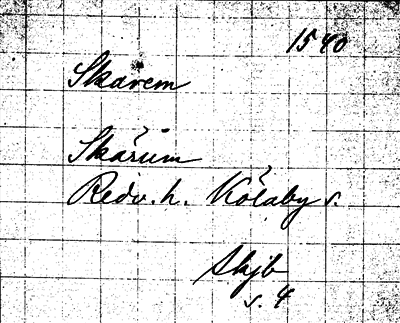 1540
Skarem
Skårum
Redv. h. Kölaby s.
Skjb
s. 4